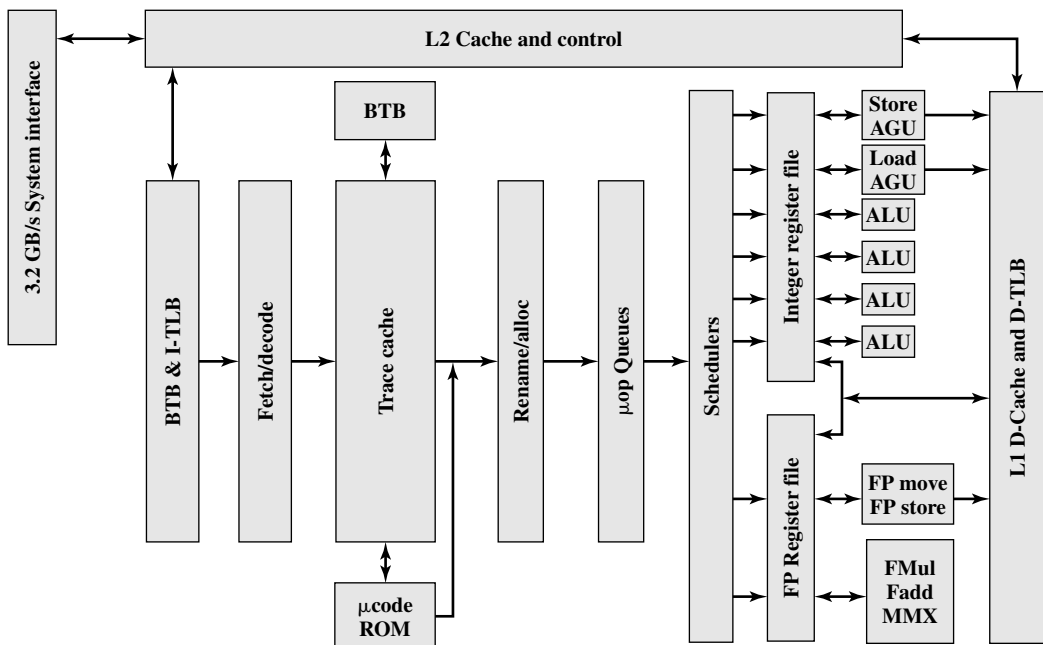 L2 Cache and control
3.2 GB/s System interface
BTB
BTB & I-TLB
Fetch/decode
Trace cache
µcode
ROM
Rename/alloc
µop Queues
Schedulers
Integer register file
FP Register file
Store
AGU
Load
AGU
ALU
ALU
ALU
ALU
FP move
FP store
FMul
Fadd
MMX
L1 D-Cache and D-TLB